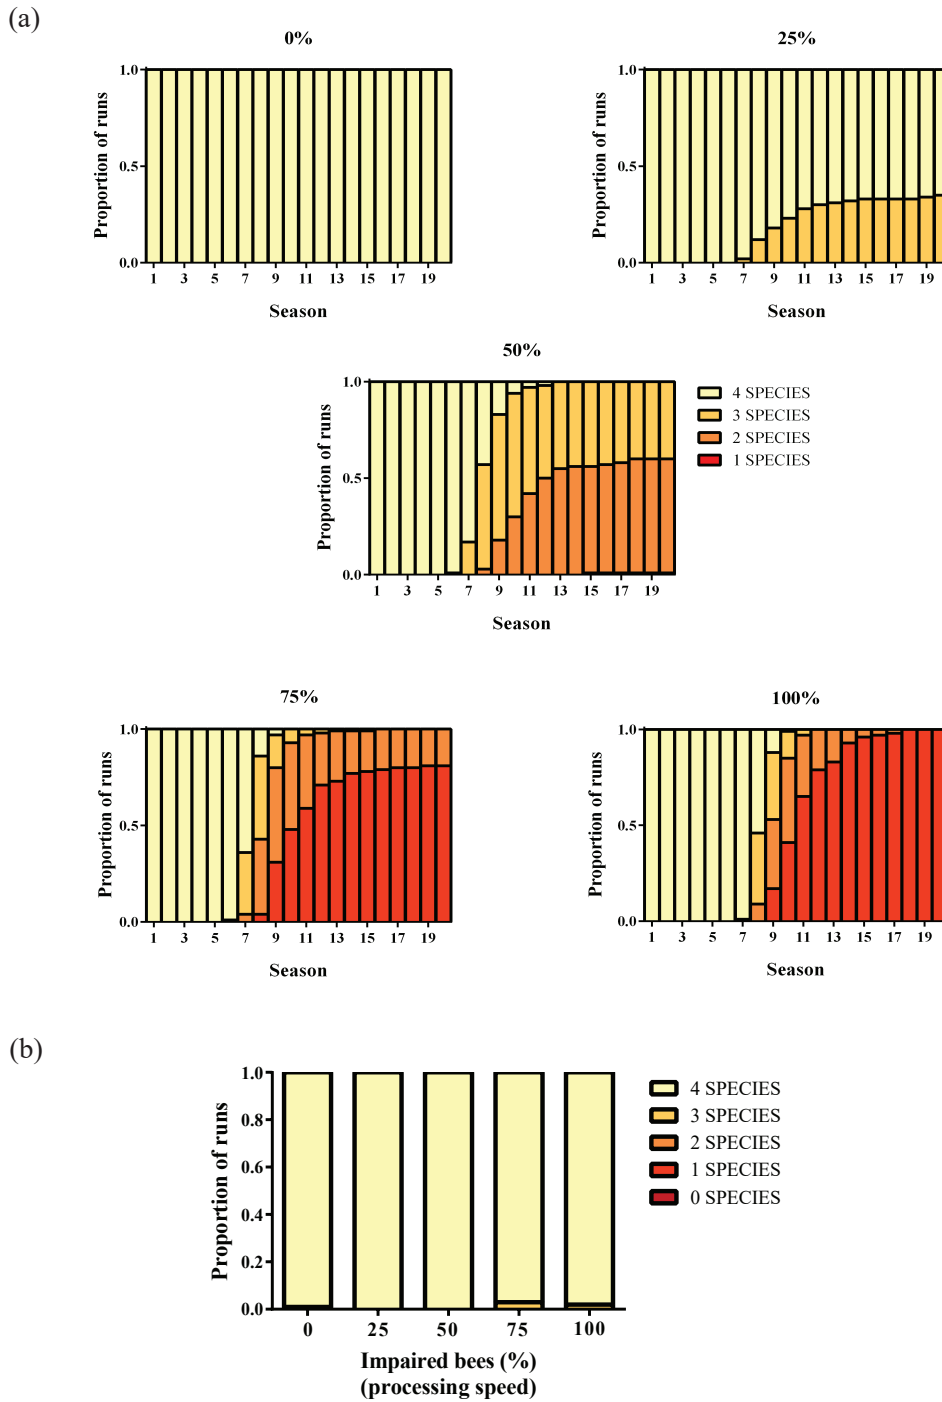 (a)
0%
Proportion of runs
1.0
0.5
0.0
1 3 5 7 9 11 13 15 17 19
Season
25%
Proportion of runs
1.0
0.5
0.0
1 3 5 7 9 11 13 15 17 19
Season
50%
Proportion of runs
1.0
0.5
0.0
1 3 5 7 9 11 13 15 17 19
Season
4 SPECIES
3 SPECIES
2 SPECIES
1 SPECIES
75%
Proportion of runs
1.0
0.5
0.0
1 3 5 7 9 11 13 15 17 19
Season
100%
Proportion of runs
1.0
0.5
0.0
1 3 5 7 9 11 13 15 17 19
Season
(b)
Proportion of runs
1.0
0.8
0.6
0.4
0.2
0.0
0 25 50 75 100
Impaired bees (%)
(processing speed)
4 SPECIES
3 SPECIES
2 SPECIES
1 SPECIES
0 SPECIES